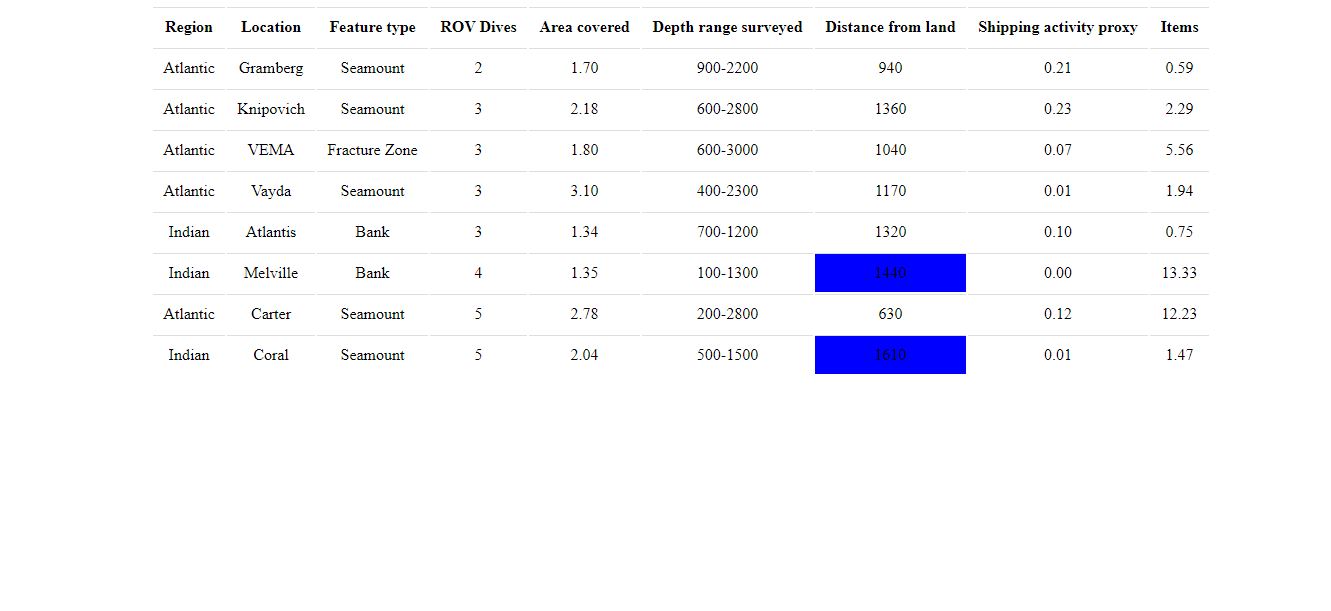 Region Location Feature type ROV Dives Area covered Depth range surveyed Distance from land Shipping activity proxy Items
Atlantic Gramberg Seamount 2 1.70 900-2200 940 0.21 0.59
Atlantic Knipovich Seamount 3 2.18 600-2800 1360 0.23 2.29
Atlantic VEMA Fracture Zone 3 1.80 600-3000 1040 0.07 5.56
Atlantic Vayda Seamount 3 3.10 400-2300 1170 0.01 1.94
Indian Atlantis Bank 3 1.34 700-1200 1320 0.10 0.75
Indian Melville Bank 4 1.35 100-1300 1440 0.00 13.33
Atlantic Carter Seamount 5 2.78 200-2800 630 0.12 12.23
Indian Coral Seamount 5 2.04 500-1500 1610 0.01 1.47